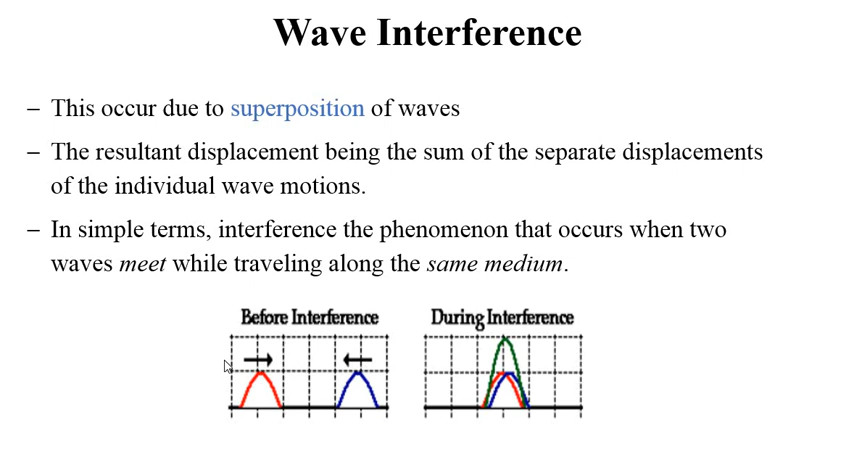 Wave Interference
– This occur due to superposition of waves
– The resultant displacement being the sum of the separate displacements
of the individual wave motions.
– In simple terms, interference the phenomenon that occurs when two
waves meet while traveling along the same medium.
Before Interference
During Interference